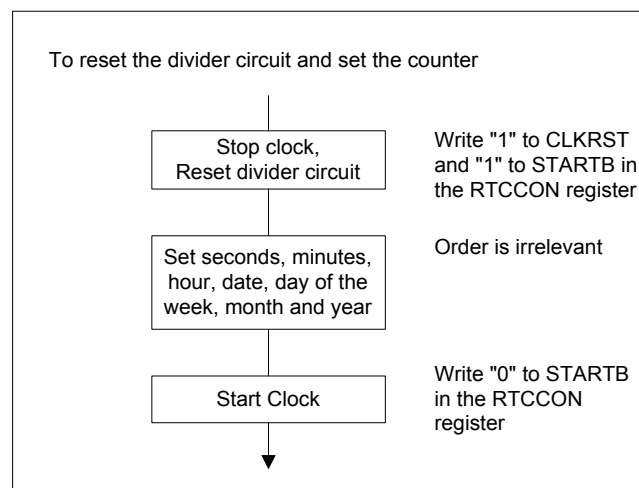 To reset the divider circuit and set the counter
Stop clock,
Reset divider circuit
Write "1" to CLKRST
and "1" to STARTB in
the RTCCON register
Set seconds, minutes,
hour, date, day of the
week, month and year
Order is irrelevant
Start Clock
Write "0" to STARTB
in the RTCCON
register